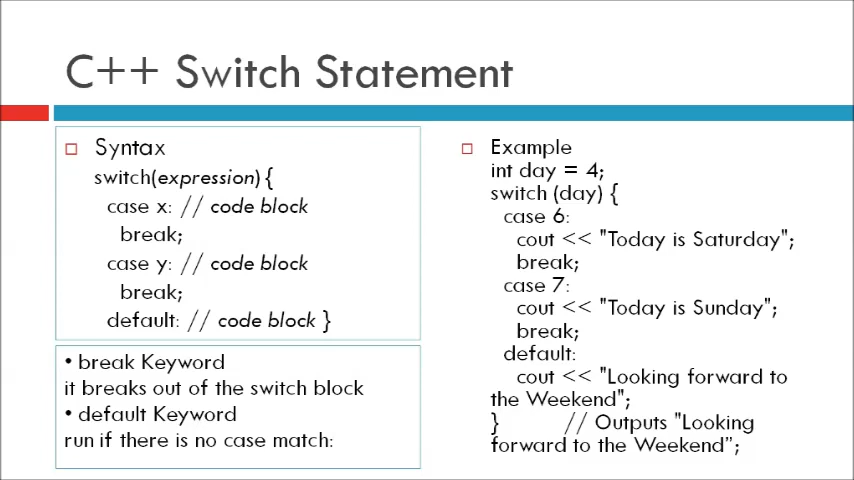 C++ Switch Statement
Syntax
switch(expression) {
case x: // code block
break;
case y: // code block
break;
default: // code block }
• break Keyword
it breaks out of the switch block
• default Keyword
run if there is no case match:
Example
int day = 4;
switch (day) {
case 6:
cout << "Today is Saturday";
break;
case 7:
cout << "Today is Sunday";
break;
default:
cout << "Looking forward to
the Weekend";
} // Outputs "Looking
forward to the Weekend”;